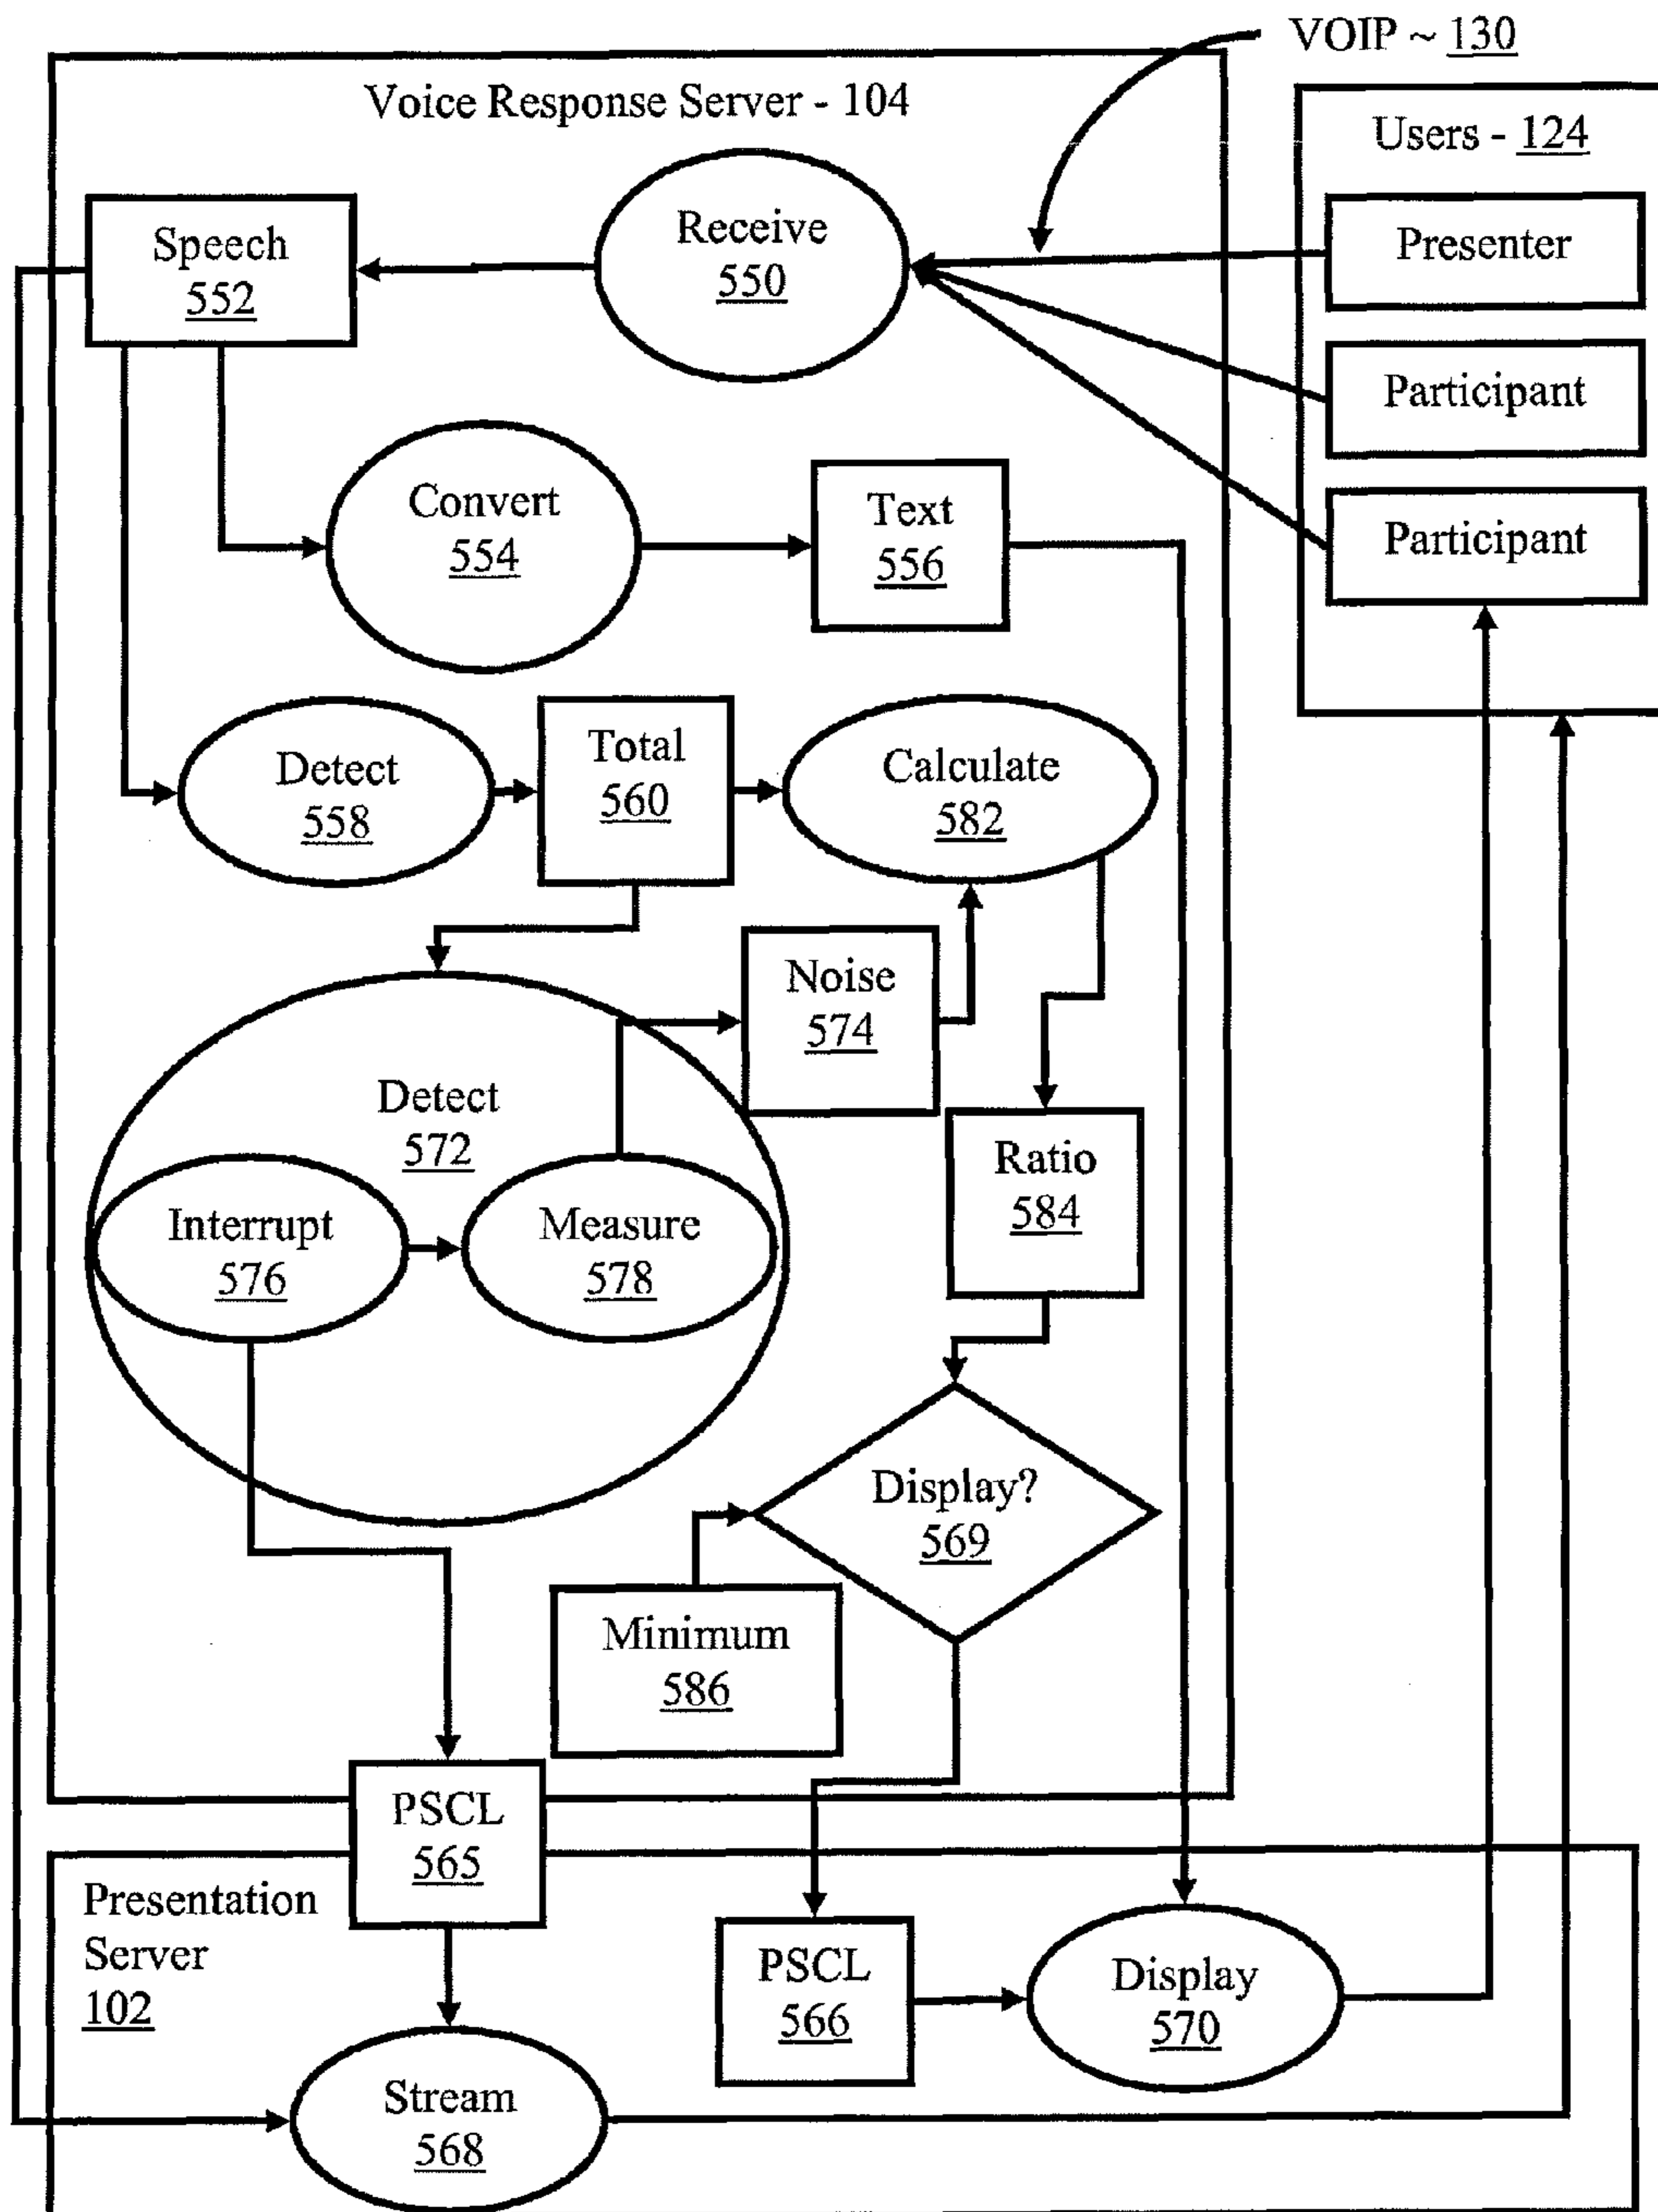 VOIP ~ 130
Voice Response Server - 104
Users - 124
Presenter
Participant
Participant
Receive
550
Speech
552
Convert
554
Text
556
Detect
558
Total
560
Calculate
582
Noise
574
Detect
572
Interrupt
576
Measure
578
Ratio
584
Display?
569
Minimum
586
PSCL
565
Presentation
Server
102
PSCL
566
Display
570
Stream
568